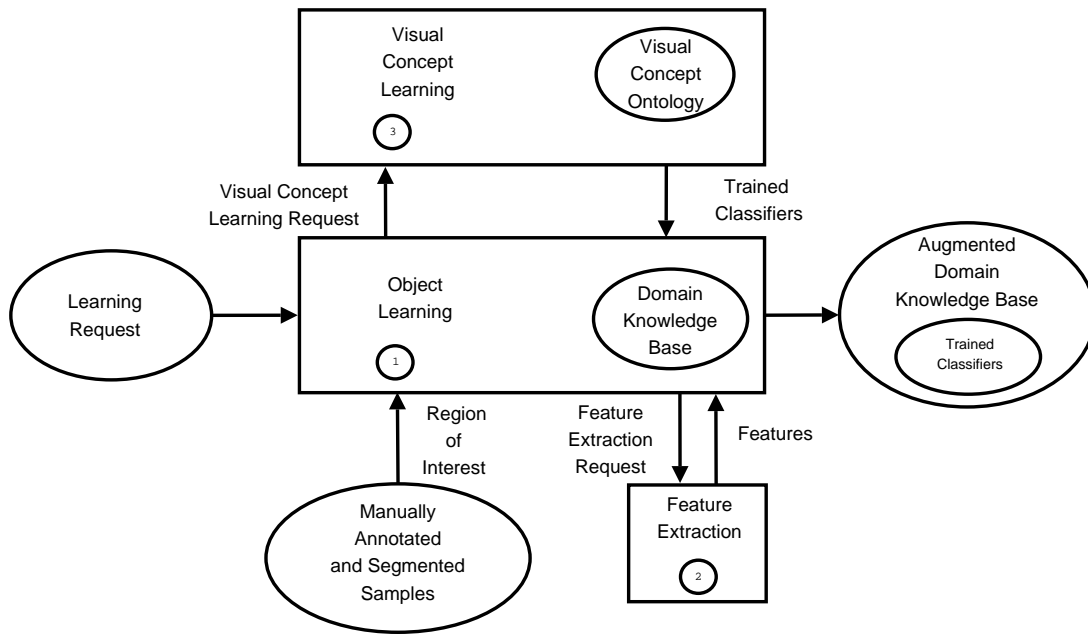 Visual
Concept
Learning
3
Visual
Concept
Ontology
Visual Concept
Learning Request
Trained
Classifiers
Learning
Request
Object
Learning
1
Domain
Knowledge
Base
Augmented
Domain
Knowledge Base
Trained
Classifiers
Region
of
Interest
Feature
Extraction
Request
Features
Manually
Annotated
and Segmented
Samples
Feature
Extraction
2